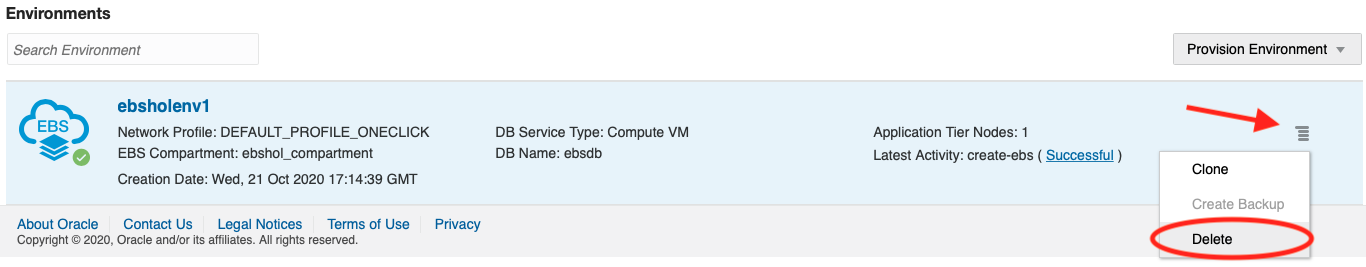 Environments
Search Environment
Provision Environment
EBS
ebsholenv1
Network Profile: DEFAULT_PROFILE_ONECLICK
DB Service Type: Compute VM
Application Tier Nodes: 1
EBS Compartment: ebshol_compartment
DB Name: ebsdb
Latest Activity: create-ebs ( Successful )
Creation Date: Wed, 21 Oct 2020 17:14:39 GMT
Clone
Create Backup
Delete
About Oracle Contact Us Legal Notices Terms of Use Privacy
Copyright © 2020, Oracle and/or its affiliates. All rights reserved.